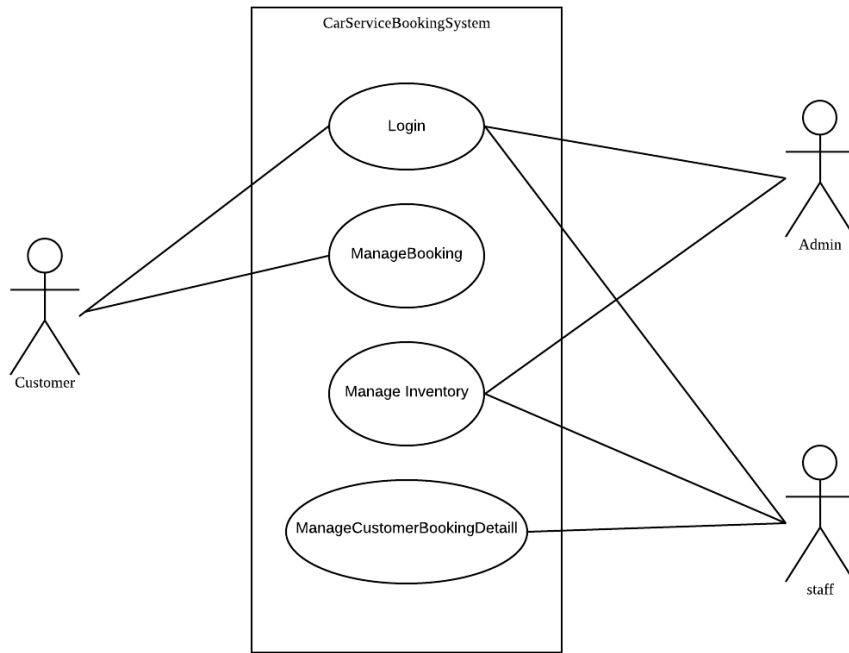 CarServiceBookingSystem
Login
ManageBooking
Manage Inventory
ManageCustomerBookingDetaill
Customer
Admin
staff